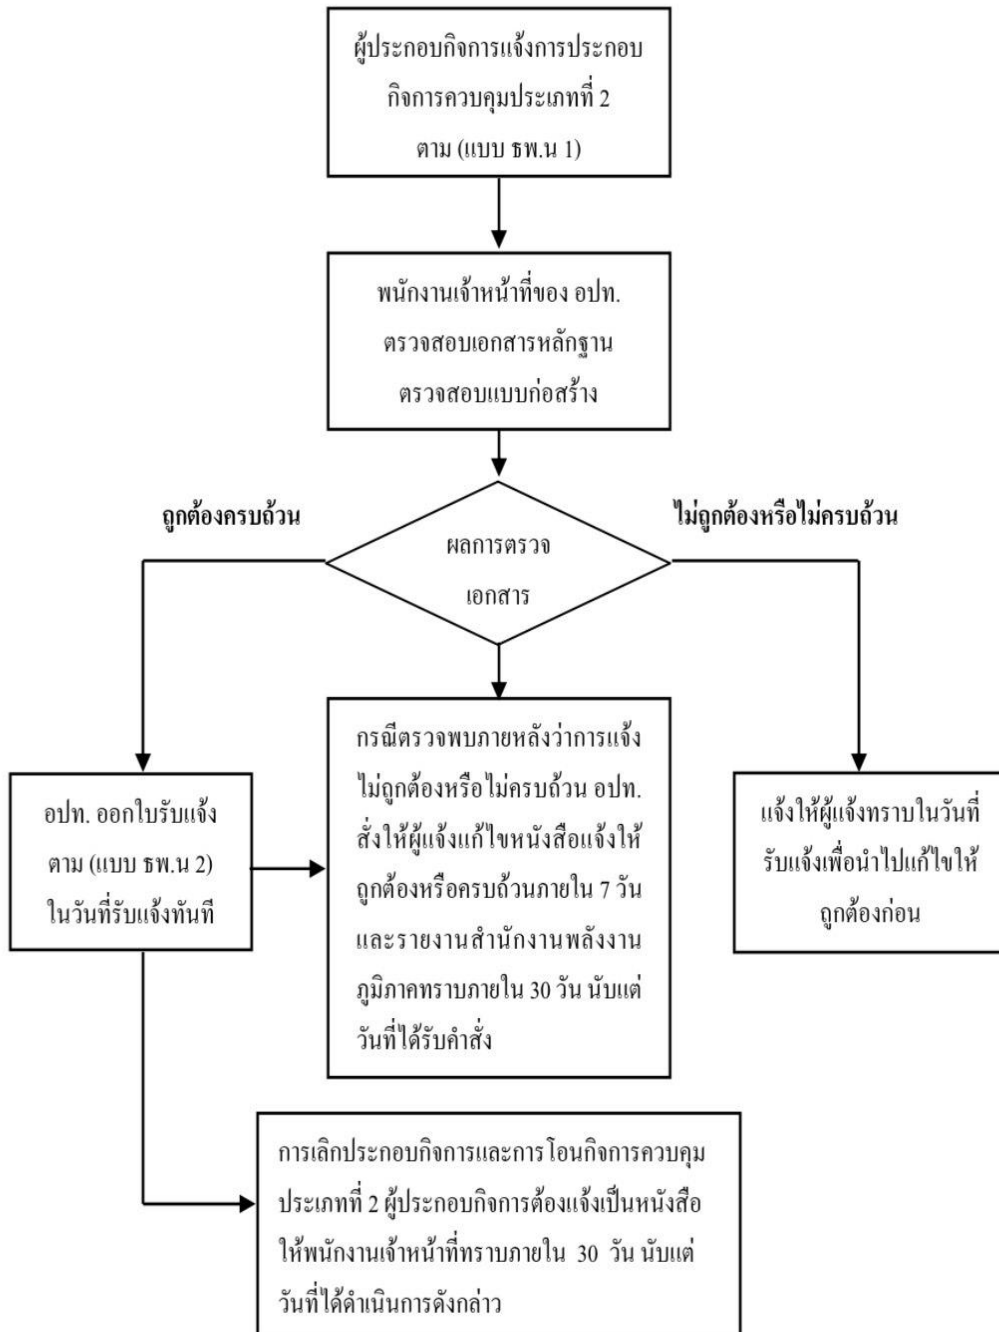 ผู้ประกอบกิจการแจ้งการประกอบ
กิจการควบคุมประเภทที่ 2
ตาม (แบบ ธพ.น 1)
พนักงานเจ้าหน้าที่ของ อปท.
ตรวจสอบเอกสารหลักฐาน
ตรวจสอบแบบก่อสร้าง
ถูกต้องครบถ้วน
ไม่ถูกต้องหรือไม่ครบถ้วน
ผลการตรวจ
เอกสาร
อปท. ออกใบรับแจ้ง
ตาม (แบบ ธพ.น 2)
ในวันที่รับแจ้งทันที
กรณีตรวจพบภายหลังว่าการแจ้ง
ไม่ถูกต้องหรือไม่ครบถ้วน อปท.
สั่งให้ผู้แจ้งแก้ไขหนังสือแจ้งให้
ถูกต้องหรือครบถ้วนภายใน 7 วัน
และรายงานสำนักงานพลังงาน
ภูมิภาคทราบภายใน 30 วัน นับแต่
วันที่ได้รับคำสั่ง
แจ้งให้ผู้แจ้งทราบในวันที่
รับแจ้งเพื่อนำไปแก้ไขให้
ถูกต้องก่อน
การเลิกประกอบกิจการและการโอนกิจการควบคุม
ประเภทที่ 2 ผู้ประกอบกิจการต้องแจ้งเป็นหนังสือ
ให้พนักงานเจ้าหน้าที่ทราบภายใน 30 วัน นับแต่
วันที่ได้ดำเนินการดังกล่าว